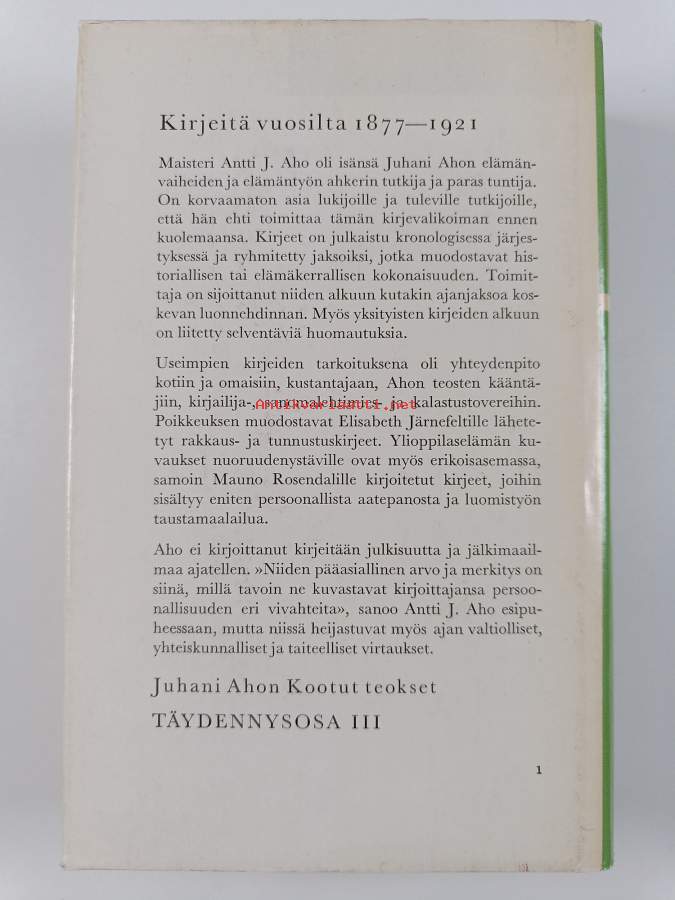 Kirjeitä vuosilta 1877—1921
Maisteri Antti J. Aho oli isänsä Juhani Ahon elämän-
vaiheiden ja elämäntyön ahkerin tutkija ja paras tuntija.
On korvaamaton asia lukijoille ja tuleville tutkijoille,
että hän ehti toimittaa tämän kirjevalikoiman ennen
kuolemaansa. Kirjeet on julkaistu kronologisessa järjes-
tyksessä ja ryhmitetty jaksoiksi, jotka muodostavat his-
toriallisen tai elämäkerrallisen kokonaisuuden. Toimit-
taja on sijoittanut niiden alkuun kutakin ajanjaksoa kos-
kevan luonnehdinnan. Myös yksityisten kirjeiden alkuun
on liitetty selventäviä huomautuksia.
Useimpien kirjeiden tarkoituksena oli yhteydenpito
kotiin ja omaisiin, kustantajaan, Ahon teosten kääntä-
jiin, kirjailija-, sanomalehtimies- ja kalastustovereihin.
Antikvariaatti.net
Poikkeuksen muodostavat Elisabeth Järnefeltille lähete-
tyt rakkaus- ja tunnustuskirjeet. Ylioppilaselämän ku-
vaukset nuoruudenystäville ovat myös erikoisasemassa,
samoin Mauno Rosendalille kirjoitetut kirjeet, joihin
sisältyy eniten persoonallista aatepanosta ja luomistyön
taustamaalailua.
Aho ei kirjoittanut kirjeitään julkisuutta ja jälkimaail-
maa ajatellen. »Niiden pääasiallinen arvo ja merkitys on
siinä, millä tavoin ne kuvastavat kirjoittajansa persoo-
nallisuuden eri vivahteita», sanoo Antti J. Aho esipu-
heessaan, mutta niissä heijastuvat myös ajan valtiolliset,
yhteiskunnalliset ja taiteelliset virtaukset.
Juhani Ahon Kootut teokset
TÄYDENNYSOSA III
1